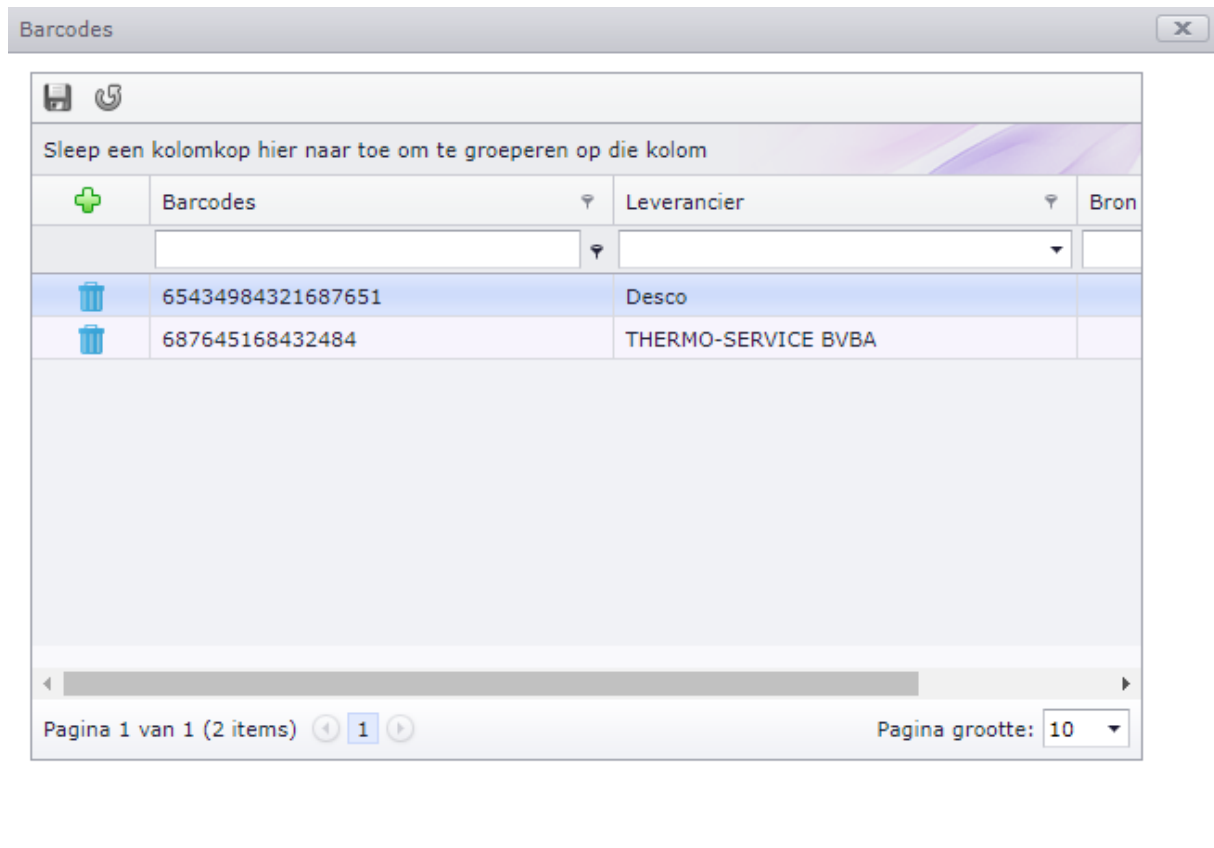 Barcodes
Sleep een kolomkop hier naar toe om te groeperen op die kolom
Barcodes Leverancier Bron
65434984321687651 Desco
687645168432484 THERMO-SERVICE BVBA
Pagina 1 van 1 (2 items) 1 Pagina grootte: 10